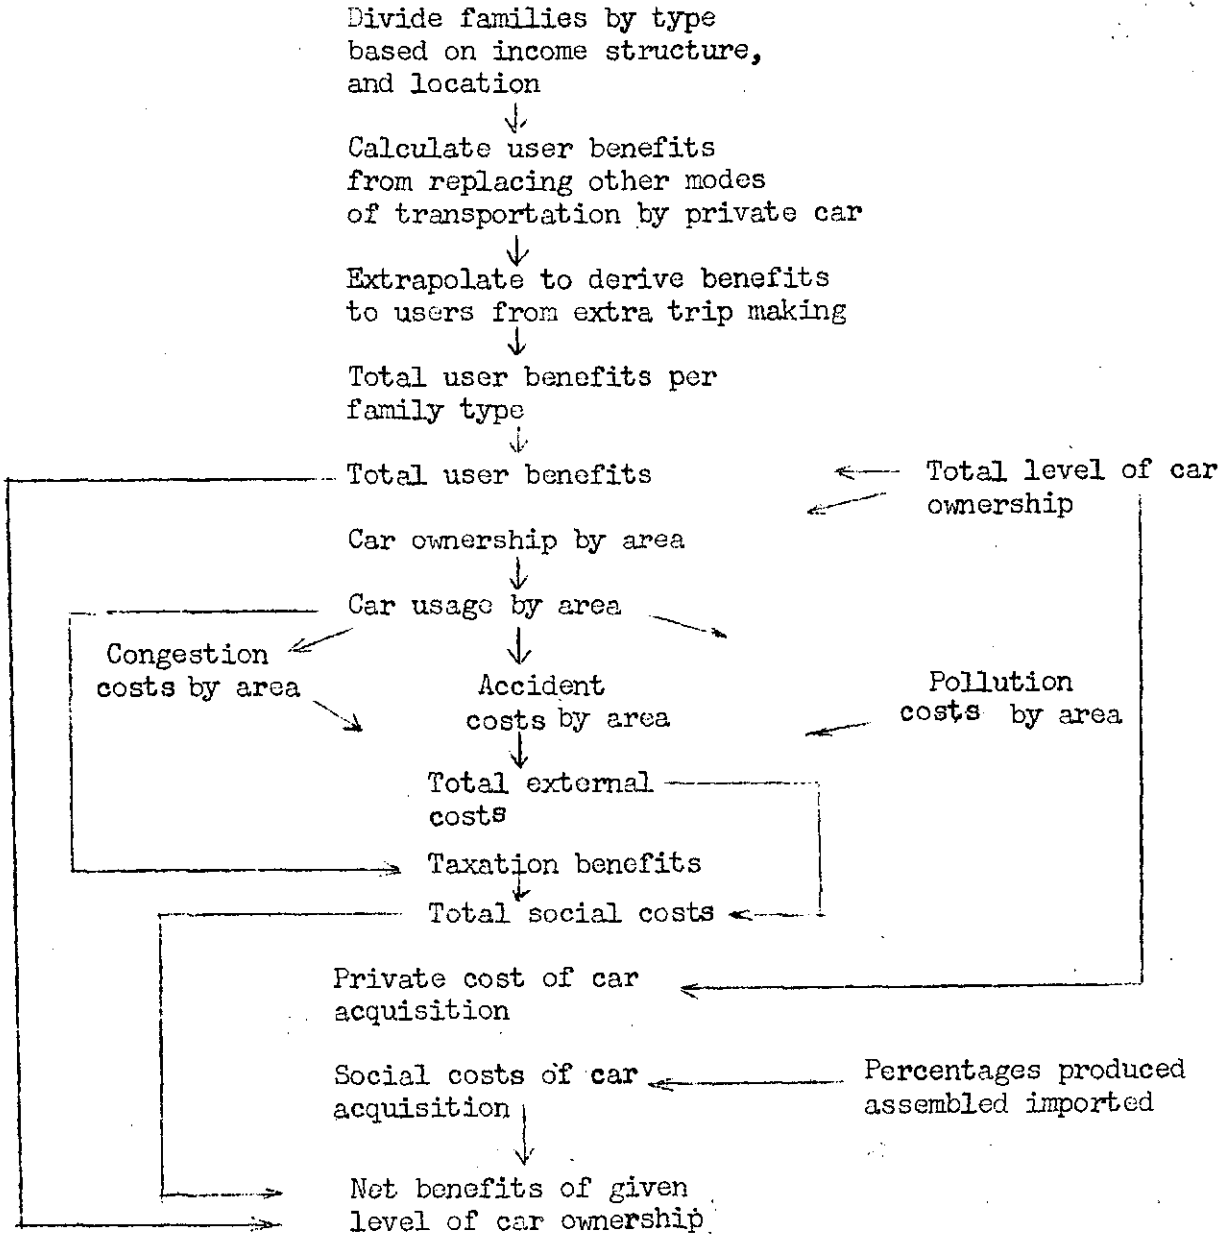 Divide families by type
based on income structure,
and location
Calculate user benefits
from replacing other modes
of transportation by private car
Extrapolate to derive benefits
to users from extra trip making
Total user benefits per
family type
Total user benefits
Total level of car
ownership
Car ownership by area
Car usage by area
Congestion
costs by area
Accident
costs by area
Pollution
costs by area
Total external
costs
Taxation benefits
Total social costs
Private cost of car
acquisition
Social costs of car
acquisition
Percentages produced
assembled imported
Net benefits of given
level of car ownership